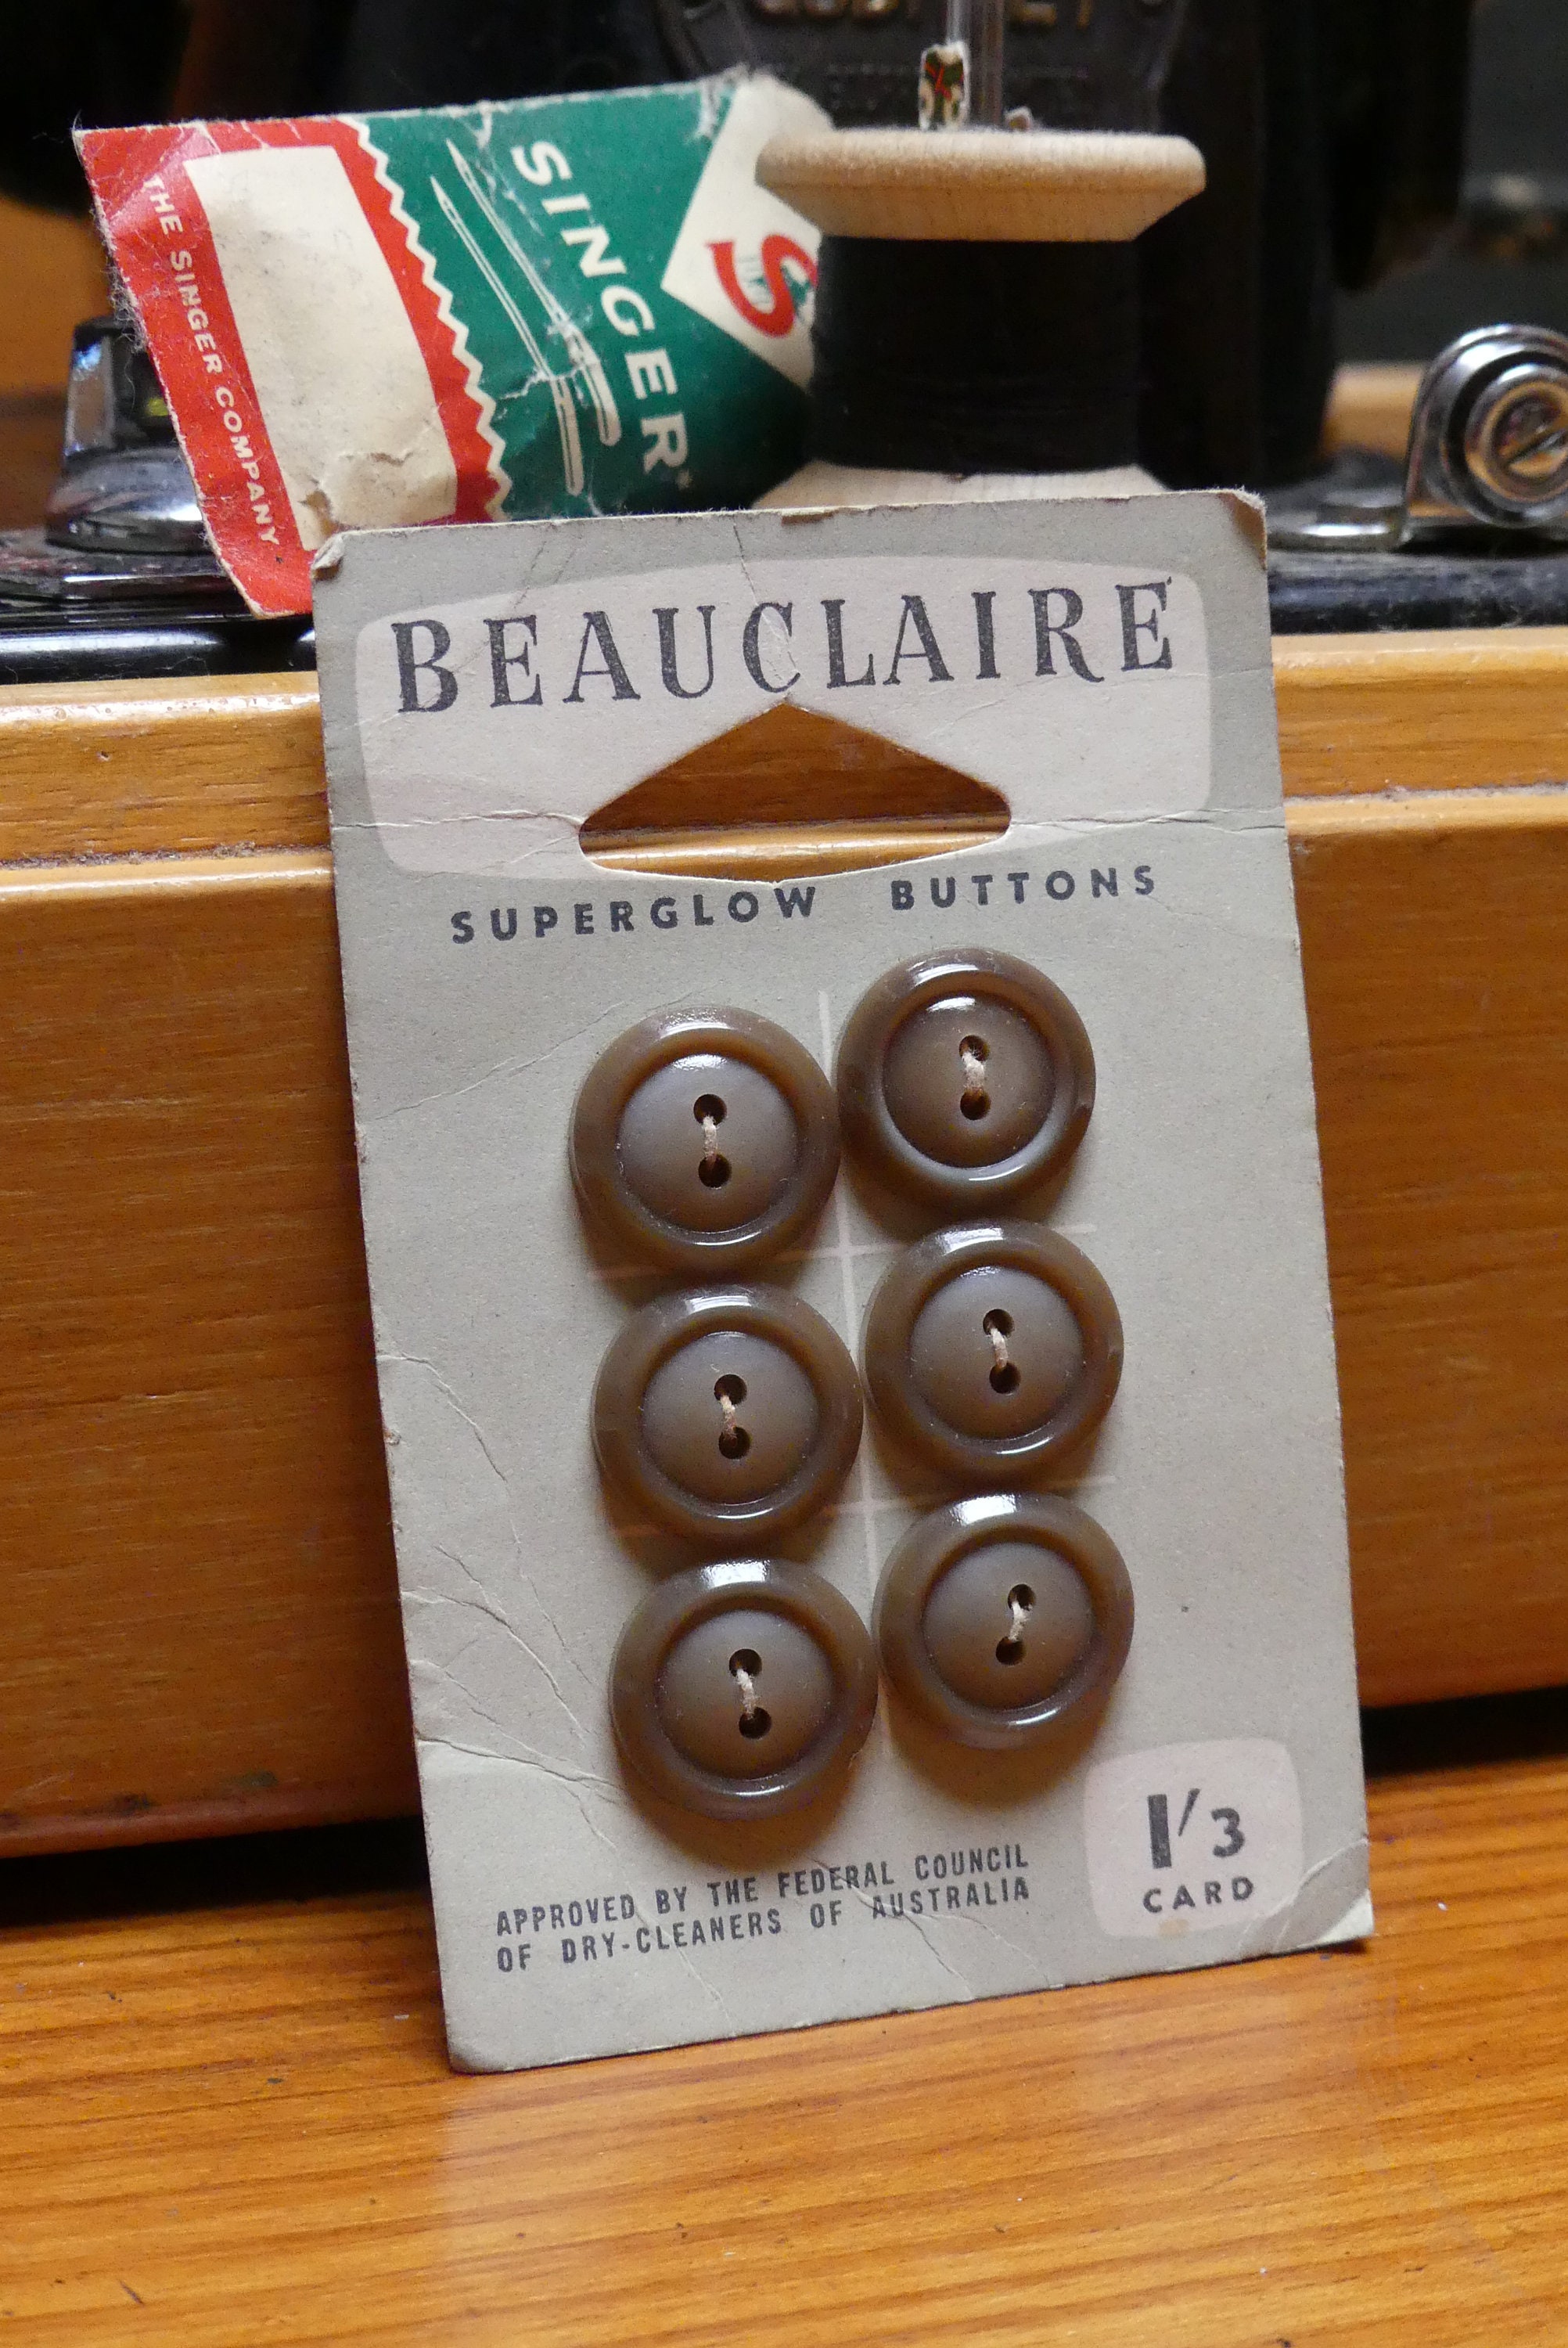 SINGER
THE SINGER COMPANY
BEAUCLAIRE
SUPERGLOW BUTTONS
1/3
CARD
APPROVED BY THE FEDERAL COUNCIL
OF DRY-CLEANERS OF AUSTRALIA